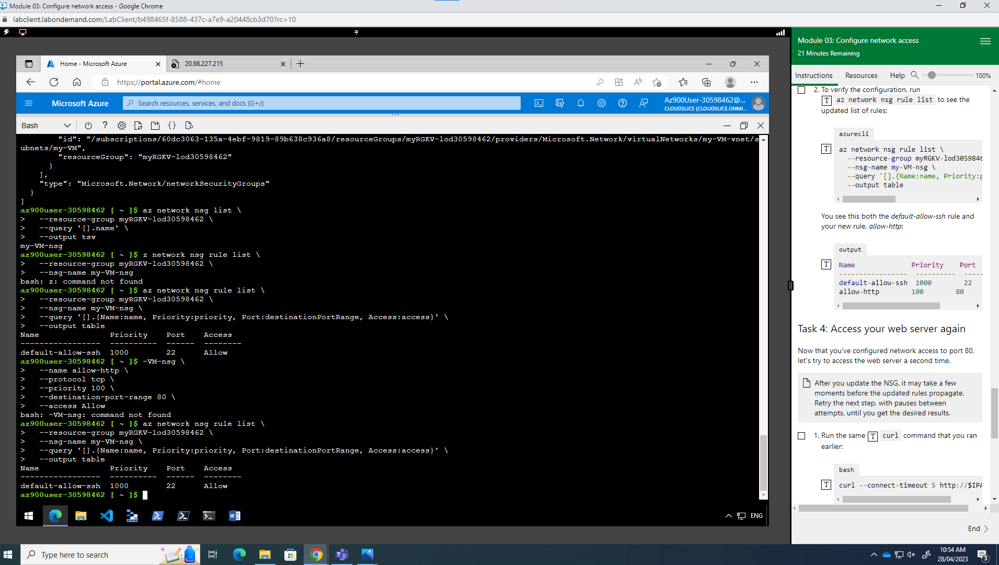 Module 03: Configure network access - Google Chrome
labclient.labondemand.com/LabClient/b498465f-8588-437c-a7e9-a20448cb3d70?rc=10
Home - Microsoft Azure
20.98.227.215
https://portal.azure.com/#home
Microsoft Azure
Search resources, services, and docs (G+/)
Az900User-30598462@...
CLOUDSLICE (CLOUDSLICE.ONMI...
Bash
"id": "/subscriptions/60dc3063-135a-4ebf-9819-89b638c936a8/resourceGroups/myRGKV-lod30598462/providers/Microsoft.Network/virtualNetworks/my-VM-vnet/s
ubnets/my-VM",
"resourceGroup": "myRGKV-lod30598462"
}
],
"type": "Microsoft.Network/networkSecurityGroups"
}
]
az900user-30598462 [ ~ ]$ az network nsg list \
>   --resource-group myRGKV-lod30598462 \
>   --query '[].name' \
>   --output tsv
my-VM-nsg
az900user-30598462 [ ~ ]$ z network nsg rule list \
>   --resource-group myRGKV-lod30598462 \
>   --nsg-name my-VM-nsg
bash: z: command not found
az900user-30598462 [ ~ ]$ az network nsg rule list \
>   --resource-group myRGKV-lod30598462 \
>   --nsg-name my-VM-nsg \
>   --query '[].{Name:name, Priority:priority, Port:destinationPortRange, Access:access}' \
>   --output table
Name               Priority    Port    Access
-----------------  ----------  ------  --------
default-allow-ssh  1000        22      Allow
az900user-30598462 [ ~ ]$ -VM-nsg \
>   --name allow-http \
>   --protocol tcp \
>   --priority 100 \
>   --destination-port-range 80 \
>   --access Allow
bash: -VM-nsg: command not found
az900user-30598462 [ ~ ]$ az network nsg rule list \
>   --resource-group myRGKV-lod30598462 \
>   --nsg-name my-VM-nsg \
>   --query '[].{Name:name, Priority:priority, Port:destinationPortRange, Access:access}' \
>   --output table
Name               Priority    Port    Access
-----------------  ----------  ------  --------
default-allow-ssh  1000        22      Allow
az900user-30598462 [ ~ ]$
ENG
Module 03: Configure network access
21 Minutes Remaining
Instructions Resources Help 100%
2. To verify the configuration, run
T az network nsg rule list to see the
updated list of rules:
azurecli
T az network nsg rule list \
--resource-group myRGKV-lod3059846
--nsg-name my-VM-nsg \
--query '[].{Name:name, Priority:p
--output table
You see this both the default-allow-ssh rule and
your new rule, allow-http:
output
T Name Priority Port
-----------------  ----------  -----
default-allow-ssh 1000 22
allow-http 100 80
Task 4: Access your web server again
Now that you've configured network access to port 80,
let's try to access the web server a second time.
After you update the NSG, it may take a few
moments before the updated rules propagate.
Retry the next step, with pauses between
attempts, until you get the desired results.
1. Run the same T curl command that you ran
earlier:
bash
T curl --connect-timeout 5 http://$IPA
End
Type here to search
10:54 AM
28/04/2023
3